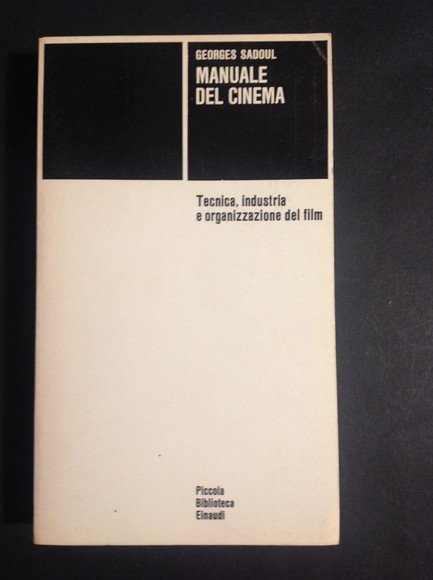 GEORGES SADOUL
MANUALE
DEL CINEMA
Tecnica, industria
e organizzazione del film
Piccola
Biblioteca
Einaudi